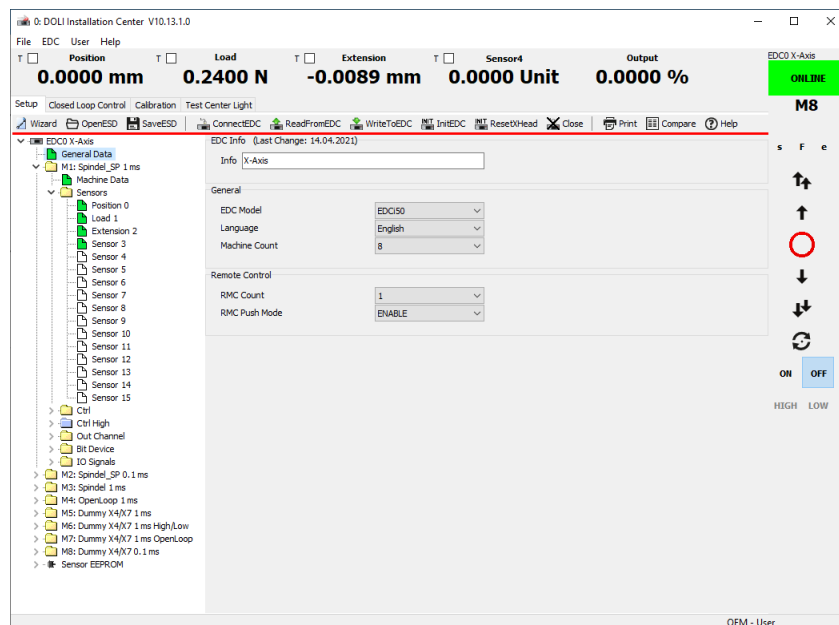 0: DOLI Installation Center V10.13.1.0
File EDC User Help
T Position T Load T Extension T Sensor4 Output EDC0 X-Axis
0.0000 mm 0.2400 N -0.0089 mm 0.0000 Unit 0.0000 % ONLINE
Setup Closed Loop Control Calibration Test Center Light M8
Wizard OpenESD SaveESD ConnectEDC ReadFromEDC WriteToEDC INIT InitEDC INIT ResetXHead Close Print Compare Help
EDC0 X-Axis EDC Info (Last Change: 14.04.2021)
General Data s F e
M1: Spindel_SP 1 ms Info X-Axis
Machine Data
Sensors General
Position 0 EDC Model EDCi50
Load 1
Extension 2 Language English
Sensor 3 Machine Count 8
Sensor 4
Sensor 5 Remote Control
Sensor 6
Sensor 7 RMC Count 1
Sensor 8 RMC Push Mode ENABLE
Sensor 9
Sensor 10
Sensor 11
Sensor 12
Sensor 13 ON OFF
Sensor 14
Sensor 15
Ctrl HIGH LOW
Ctrl High
Out Channel
Bit Device
IO Signals
M2: Spindel_SP 0.1 ms
M3: Spindel 1 ms
M4: OpenLoop 1 ms
M5: Dummy X4/X7 1 ms
M6: Dummy X4/X7 1 ms High/Low
M7: Dummy X4/X7 1 ms OpenLoop
M8: Dummy X4/X7 0.1 ms
Sensor EEPROM
OEM - User